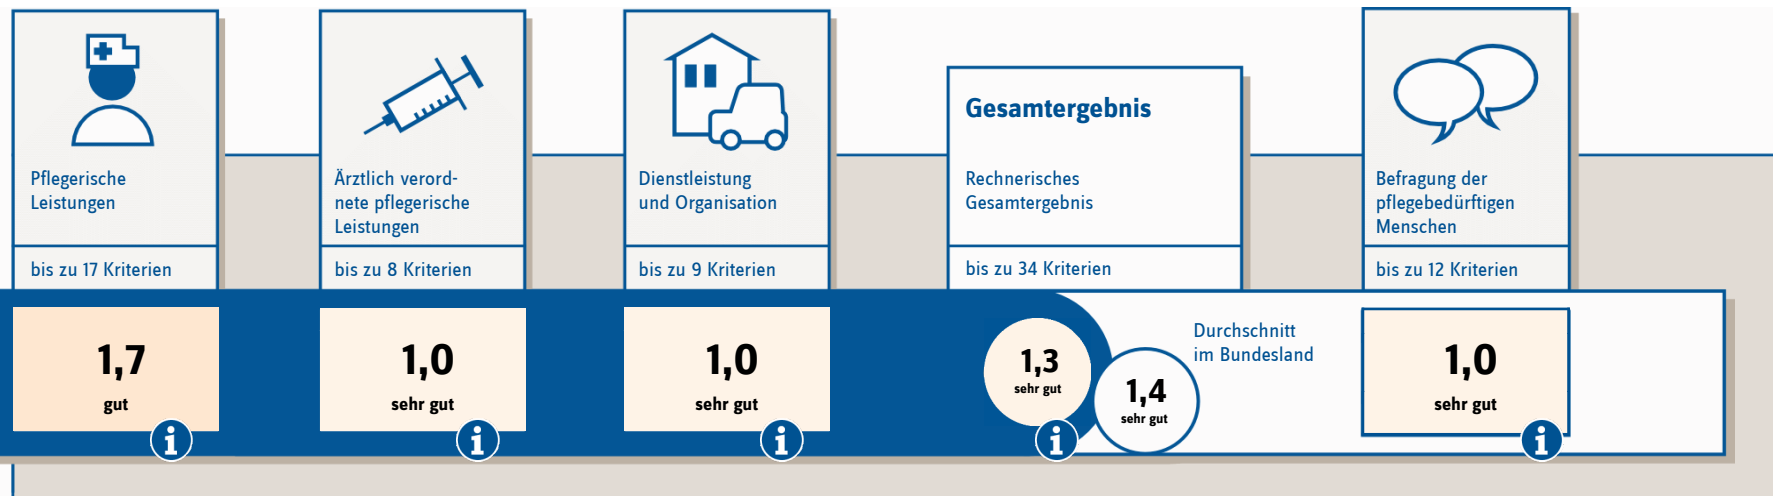 Pflegerische
Leistungen
bis zu 17 Kriterien
1,7
gut
i
Ärztlich verord-
nete pflegerische
Leistungen
bis zu 8 Kriterien
1,0
sehr gut
i
Dienstleistung
und Organisation
bis zu 9 Kriterien
1,0
sehr gut
i
Gesamtergebnis
Rechnerisches
Gesamtergebnis
bis zu 34 Kriterien
1,3
sehr gut
i
Durchschnitt
im Bundesland
1,4
sehr gut
Befragung der
pflegebedürftigen
Menschen
bis zu 12 Kriterien
1,0
sehr gut
i